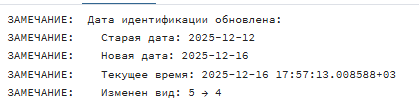 ЗАМЕЧАНИЕ:  Дата идентификации обновлена:
ЗАМЕЧАНИЕ:    Старая дата: 2025-12-12
ЗАМЕЧАНИЕ:    Новая дата: 2025-12-16
ЗАМЕЧАНИЕ:    Текущее время: 2025-12-16 17:57:13.008588+03
ЗАМЕЧАНИЕ:    Изменен вид: 5 → 4